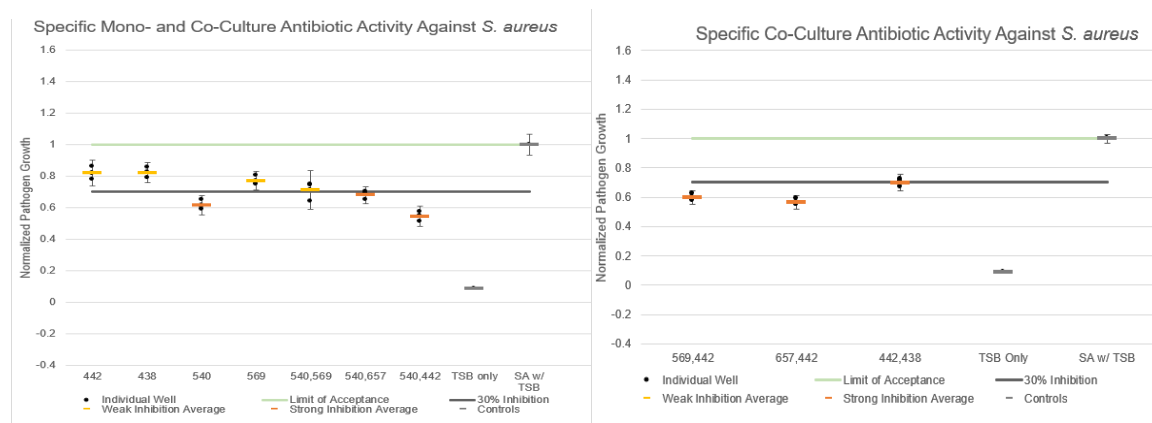 Specific Mono- and Co-Culture Antibiotic Activity Against S. aureus
Normalized Pathogen Growth
1.6
1.4
1.2
1
0.8
0.6
0.4
0.2
0
-0.2
-0.4
442 438 540 569 540,569 540,657 540,442 TSB only SA w/
TSB
Individual Well Limit of Acceptance 30% Inhibition
Weak Inhibition Average Strong Inhibition Average Controls
Specific Co-Culture Antibiotic Activity Against S. aureus
Normalized Pathogen Growth
1.6
1.4
1.2
1.0
0.8
0.6
0.4
0.2
0.0
-0.2
-0.4
569,442 657,442 442,438 TSB Only SA w/ TSB
Individual Well Limit of Acceptance 30% Inhibition
Weak Inhibition Average Strong Inhibition Average Controls